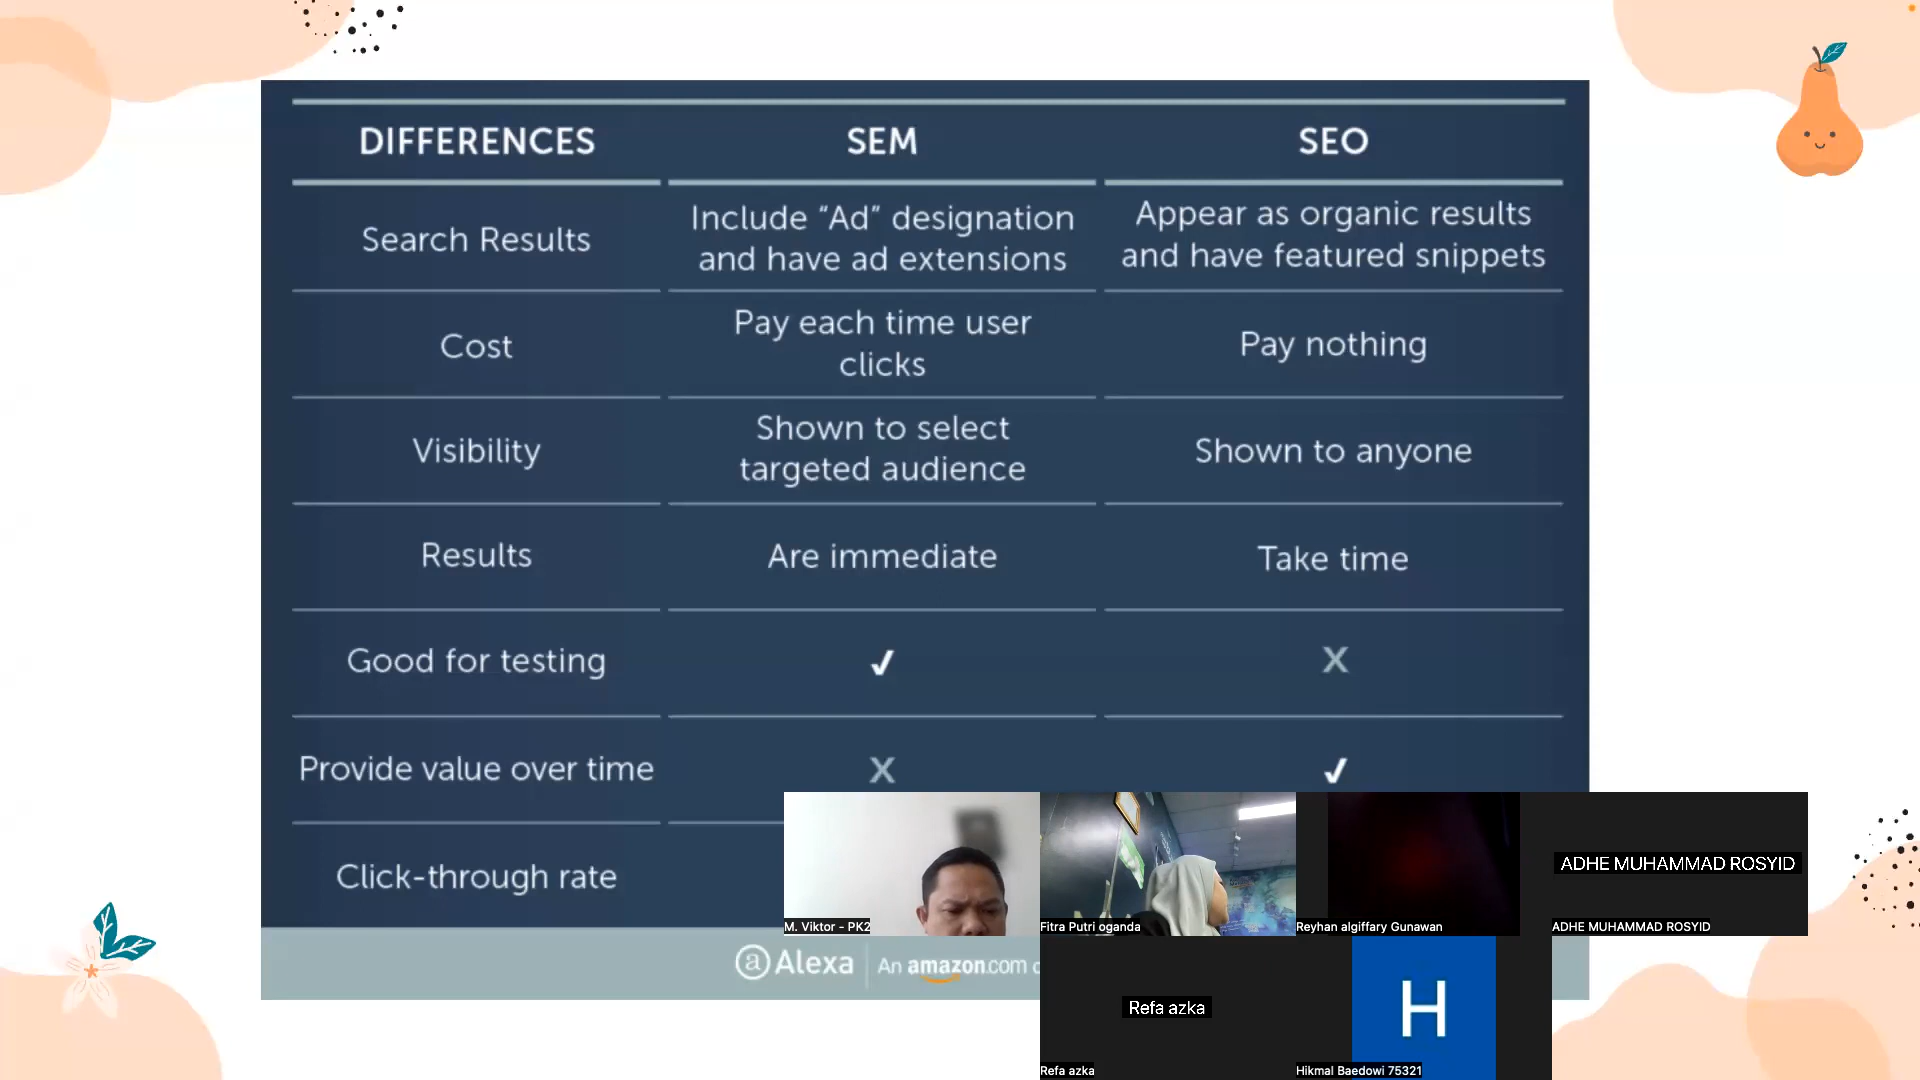 DIFFERENCES SEM SEO
Search Results
Include “Ad” designation
and have ad extensions
Appear as organic results
and have featured snippets
Cost
Pay each time user
clicks
Pay nothing
Visibility
Shown to select
targeted audience
Shown to anyone
Results
Are immediate
Take time
Good for testing
✓
X
Provide value over time
X
✓
Click-through rate
M. Viktor - PK2
Fitra Putri oganda
Reyhan algiffary Gunawan
ADHE MUHAMMAD ROSYID
ADHE MUHAMMAD ROSYID
a Alexa
An amazon.com
Refa azka
H
Refa azka
Hikmal Baedowi 75321